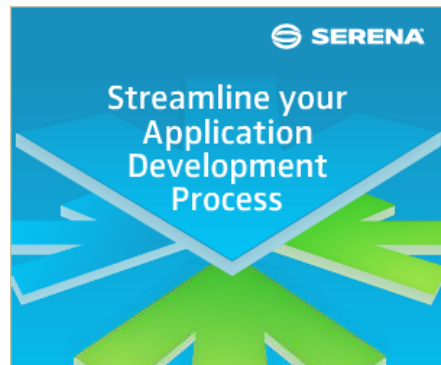 SERENA
Streamline your
Application
Development
Process